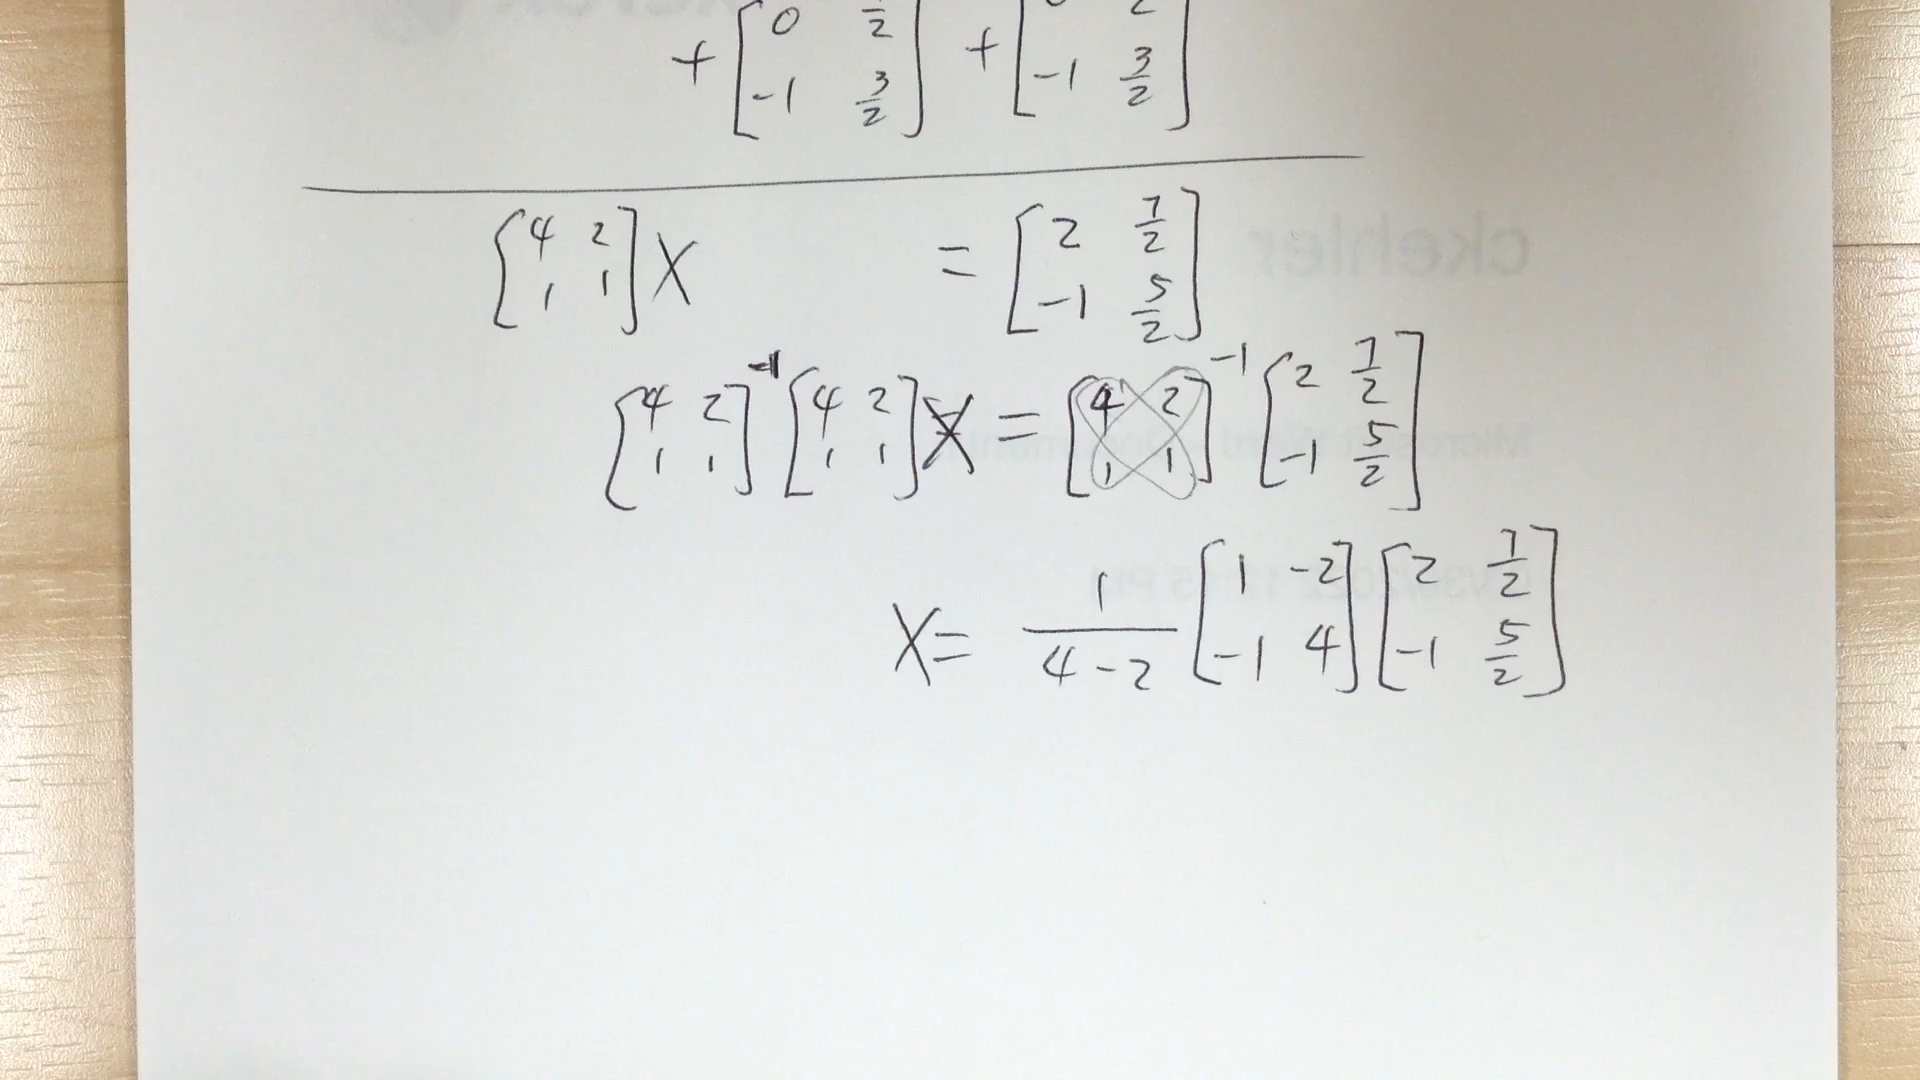 + [0 1/2; -1 3/2] + [ 2; -1 3/2]
[4 2; 1 1] X = [2 7/2; -1 5/2]
[4 2; 1 1]^-1 [4 2; 1 1] X = [4 2; 1 1]^-1 [2 7/2; -1 5/2]
X = 1/(4-2) [1 -2; -1 4] [2 7/2; -1 5/2]
ckehler